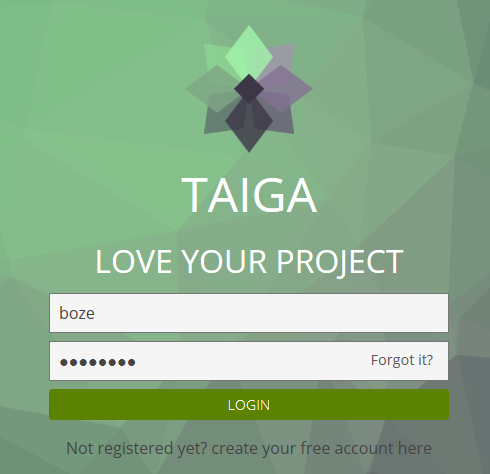 TAIGA
LOVE YOUR PROJECT
boze
●●●●●●●●
Forgot it?
LOGIN
Not registered yet? create your free account here